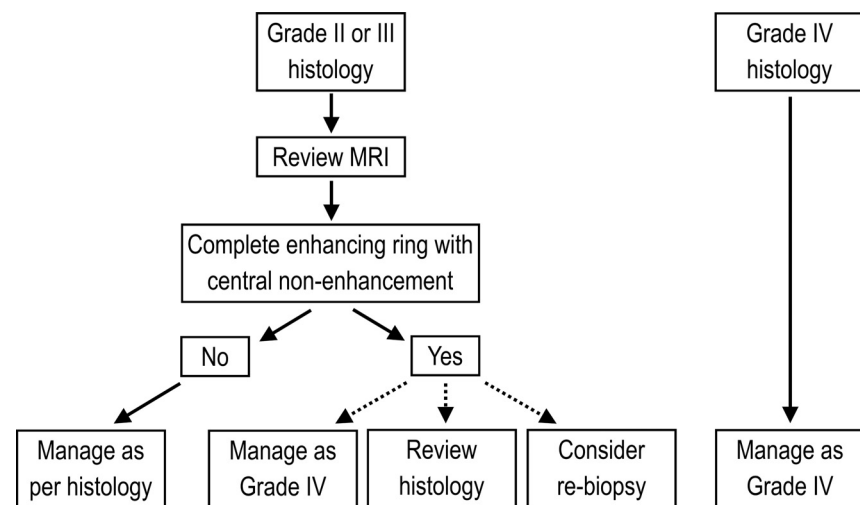 Grade II or III
histology
Grade IV
histology
Review MRI
Complete enhancing ring with
central non-enhancement
No
Yes
Manage as
per histology
Manage as
Grade IV
Review
histology
Consider
re-biopsy
Manage as
Grade IV